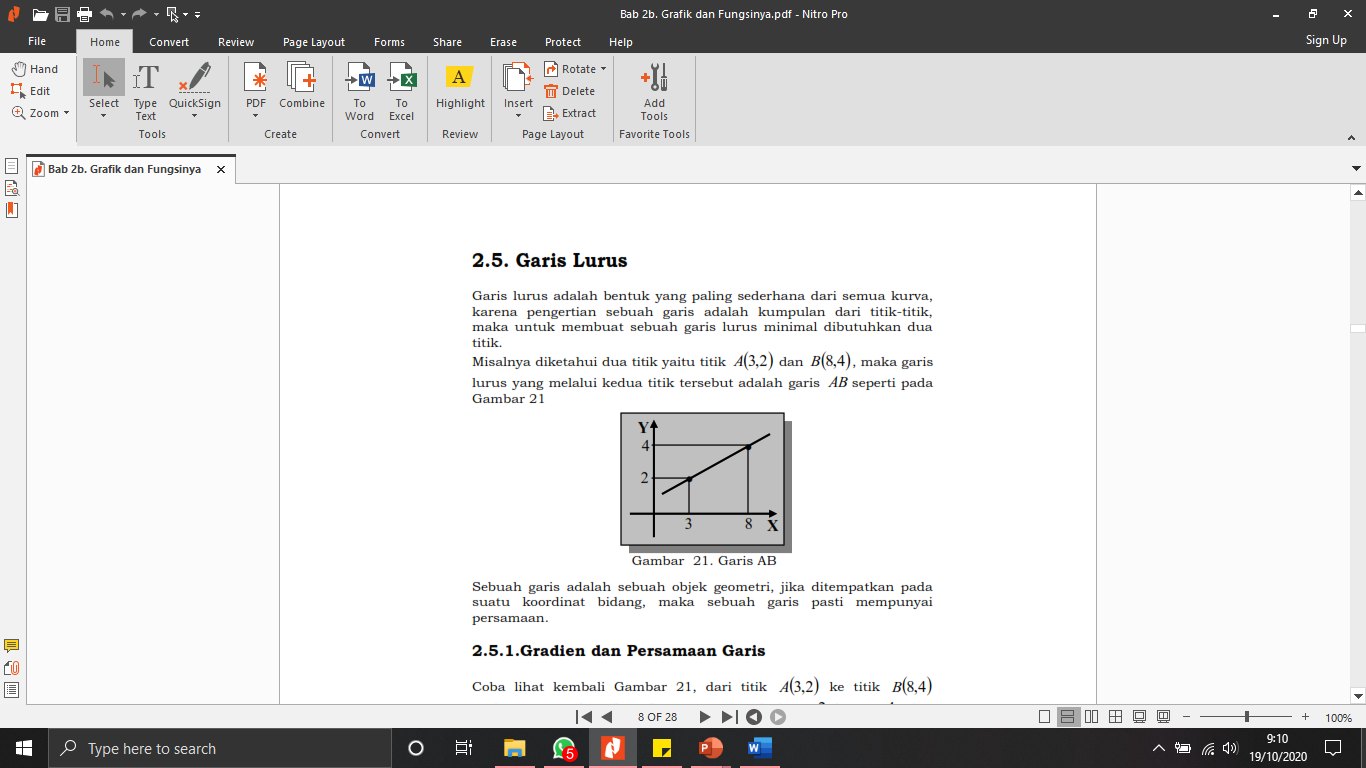 Bab 2b. Grafik dan Fungsinya.pdf - Nitro Pro
File Home Convert Review Page Layout Forms Share Erase Protect Help Sign Up
Hand
Edit
Zoom
Select
Type Text
QuickSign
Tools
PDF
Combine
Create
To Word
To Excel
Convert
Highlight
Review
Insert
Rotate
Delete
Extract
Page Layout
Add Tools
Favorite Tools
Bab 2b. Grafik dan Fungsinya
2.5. Garis Lurus
Garis lurus adalah bentuk yang paling sederhana dari semua kurva,
karena pengertian sebuah garis adalah kumpulan dari titik-titik,
maka untuk membuat sebuah garis lurus minimal dibutuhkan dua
titik.
Misalnya diketahui dua titik yaitu titik A(3,2) dan B(8,4), maka garis
lurus yang melalui kedua titik tersebut adalah garis AB seperti pada
Gambar 21
Y
4
2
3 8 X
Gambar 21. Garis AB
Sebuah garis adalah sebuah objek geometri, jika ditempatkan pada
suatu koordinat bidang, maka sebuah garis pasti mempunyai
persamaan.
2.5.1.Gradien dan Persamaan Garis
Coba lihat kembali Gambar 21, dari titik A(3,2) ke titik B(8,4)
8 OF 28
100%
Type here to search
5
9:10
19/10/2020